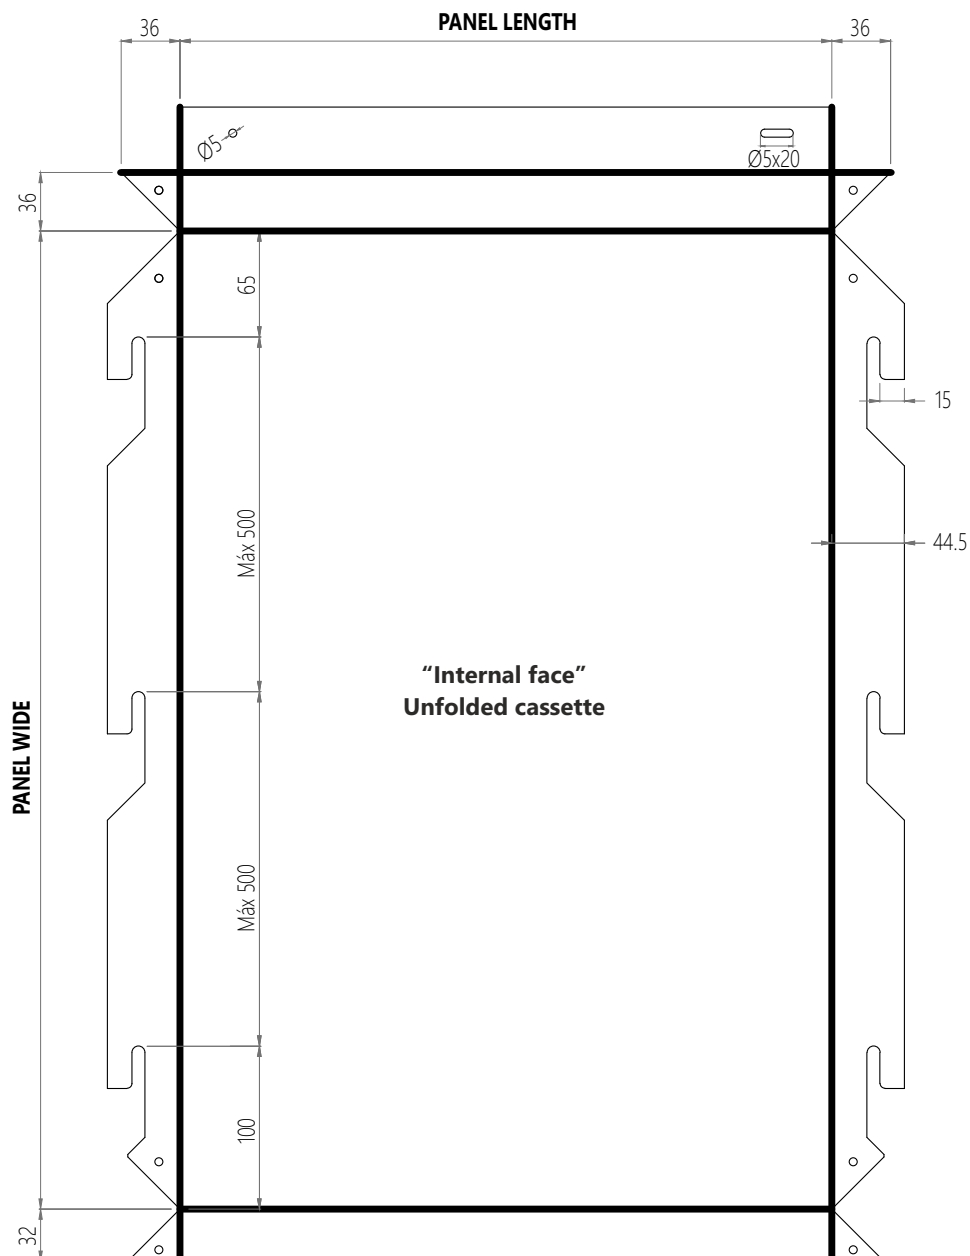 PANEL LENGTH
36
36
Ø5
Ø5x20
36
65
15
Máx 500
44.5
“Internal face”
Unfolded cassette
PANEL WIDE
Máx 500
100
32